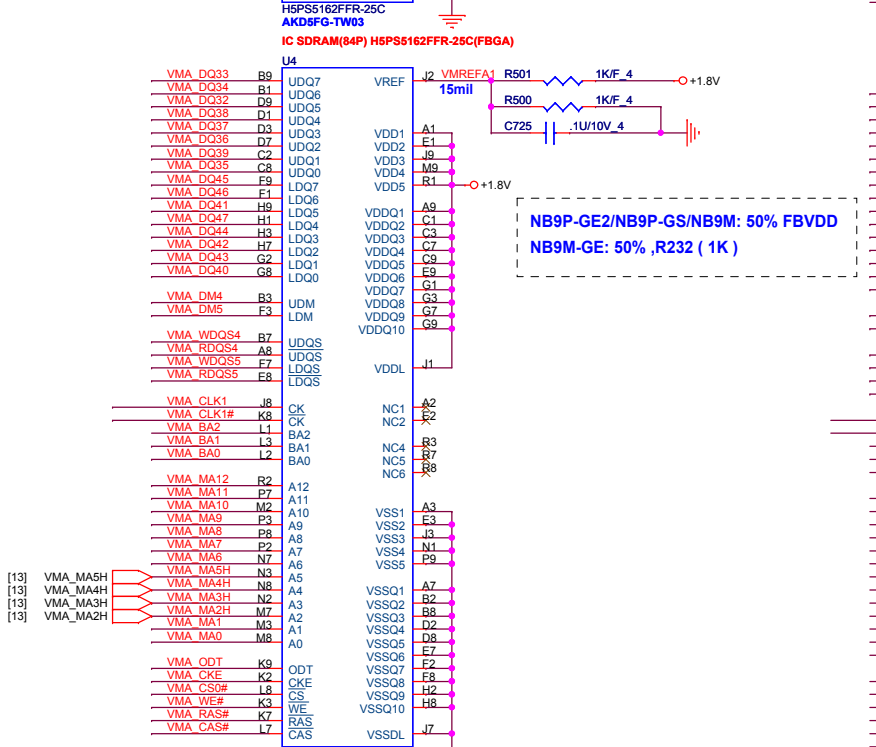 H5PS5162FFR-25C
AKD5FG-TW03
IC SDRAM(84P) H5PS5162FFR-25C(FBGA)
U4
VMA_DQ33 B9 UDQ7
VMA_DQ34 B1 UDQ6
VMA_DQ32 D9 UDQ5
VMA_DQ38 D1 UDQ4
VMA_DQ37 D3 UDQ3
VMA_DQ36 D7 UDQ2
VMA_DQ39 C2 UDQ1
VMA_DQ35 C8 UDQ0
VMA_DQ45 F9 LDQ7
VMA_DQ46 F1 LDQ6
VMA_DQ41 H9 LDQ5
VMA_DQ47 H1 LDQ4
VMA_DQ44 H3 LDQ3
VMA_DQ42 H7 LDQ2
VMA_DQ43 G2 LDQ1
VMA_DQ40 G8 LDQ0
VMA_DM4 B3 UDM
VMA_DM5 F3 LDM
VMA_WDQS4 B7 UDQS
VMA_RDQS4 A8 UDQS
VMA_WDQS5 F7 LDQS
VMA_RDQS5 E8 LDQS
VMA_CLK1 J8 CK
VMA_CLK1# K8 CK
VMA_BA2 L1 BA2
VMA_BA1 L3 BA1
VMA_BA0 L2 BA0
VMA_MA12 R2 A12
VMA_MA11 P7 A11
VMA_MA10 M2 A10
VMA_MA9 P3 A9
VMA_MA8 P8 A8
VMA_MA7 P2 A7
VMA_MA6 N7 A6
[13] VMA_MA5H VMA_MA5H N3 A5
[13] VMA_MA4H VMA_MA4H N8 A4
[13] VMA_MA3H VMA_MA3H N2 A3
[13] VMA_MA2H VMA_MA2H M7 A2
VMA_MA1 M3 A1
VMA_MA0 M8 A0
VMA_ODT K9 ODT
VMA_CKE K2 CKE
VMA_CS0# L8 CS
VMA_WE# K3 WE
VMA_RAS# K7 RAS
VMA_CAS# L7 CAS
VREF J2 VMREFA1 R501 1K/F_4 +1.8V
15mil
R500 1K/F_4
C725 .1U/10V_4
VDD1 A1
VDD2 E1
VDD3 J9
VDD4 M9
VDD5 R1 +1.8V
VDDQ1 A9
VDDQ2 C1
VDDQ3 C3
VDDQ4 C7
VDDQ5 C9
VDDQ6 E9
VDDQ7 G1
VDDQ8 G3
VDDQ9 G7
VDDQ10 G9
VDDL J1
NC1 A2
NC2 E2
NC4 R3
NC5 R7
NC6 R8
VSS1 A3
VSS2 E3
VSS3 J3
VSS4 N1
VSS5 P9
VSSQ1 A7
VSSQ2 B2
VSSQ3 B8
VSSQ4 D2
VSSQ5 D8
VSSQ6 E7
VSSQ7 F2
VSSQ8 F8
VSSQ9 H2
VSSQ10 H8
VSSDL J7
NB9P-GE2/NB9P-GS/NB9M: 50% FBVDD
NB9M-GE: 50% ,R232 ( 1K )